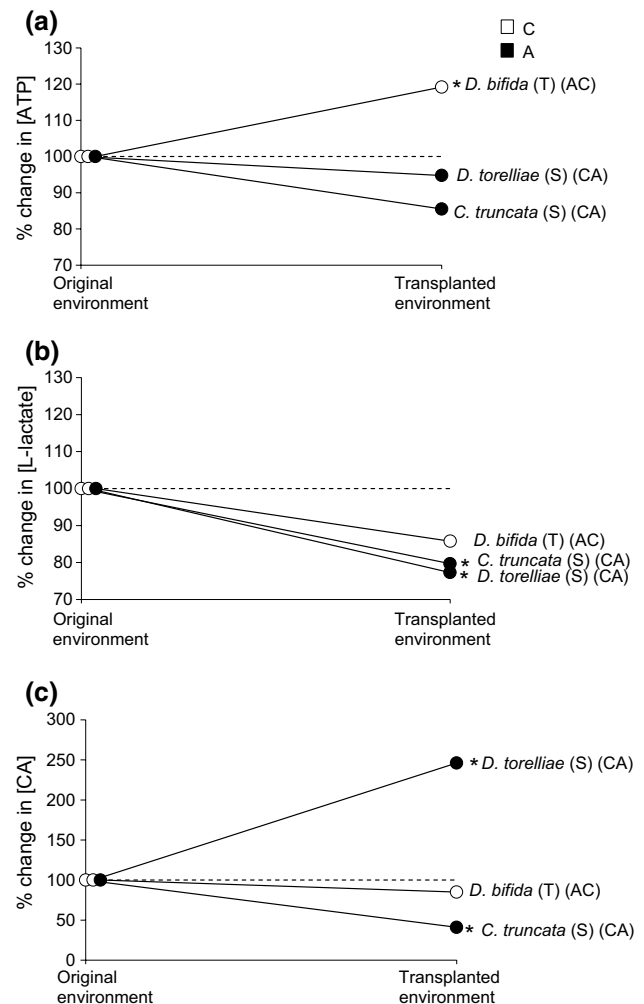 (a)
C
A
130
120
110
100
90
80
70
% change in [ATP]
* D. bifida (T) (AC)
D. torelliae (S) (CA)
C. truncata (S) (CA)
Original environment
Transplanted environment
(b)
130
120
110
100
90
80
70
% change in [L-lactate]
D. bifida (T) (AC)
* C. truncata (S) (CA)
* D. torelliae (S) (CA)
Original environment
Transplanted environment
(c)
300
250
200
150
100
50
0
% change in [CA]
* D. torelliae (S) (CA)
D. bifida (T) (AC)
* C. truncata (S) (CA)
Original environment
Transplanted environment